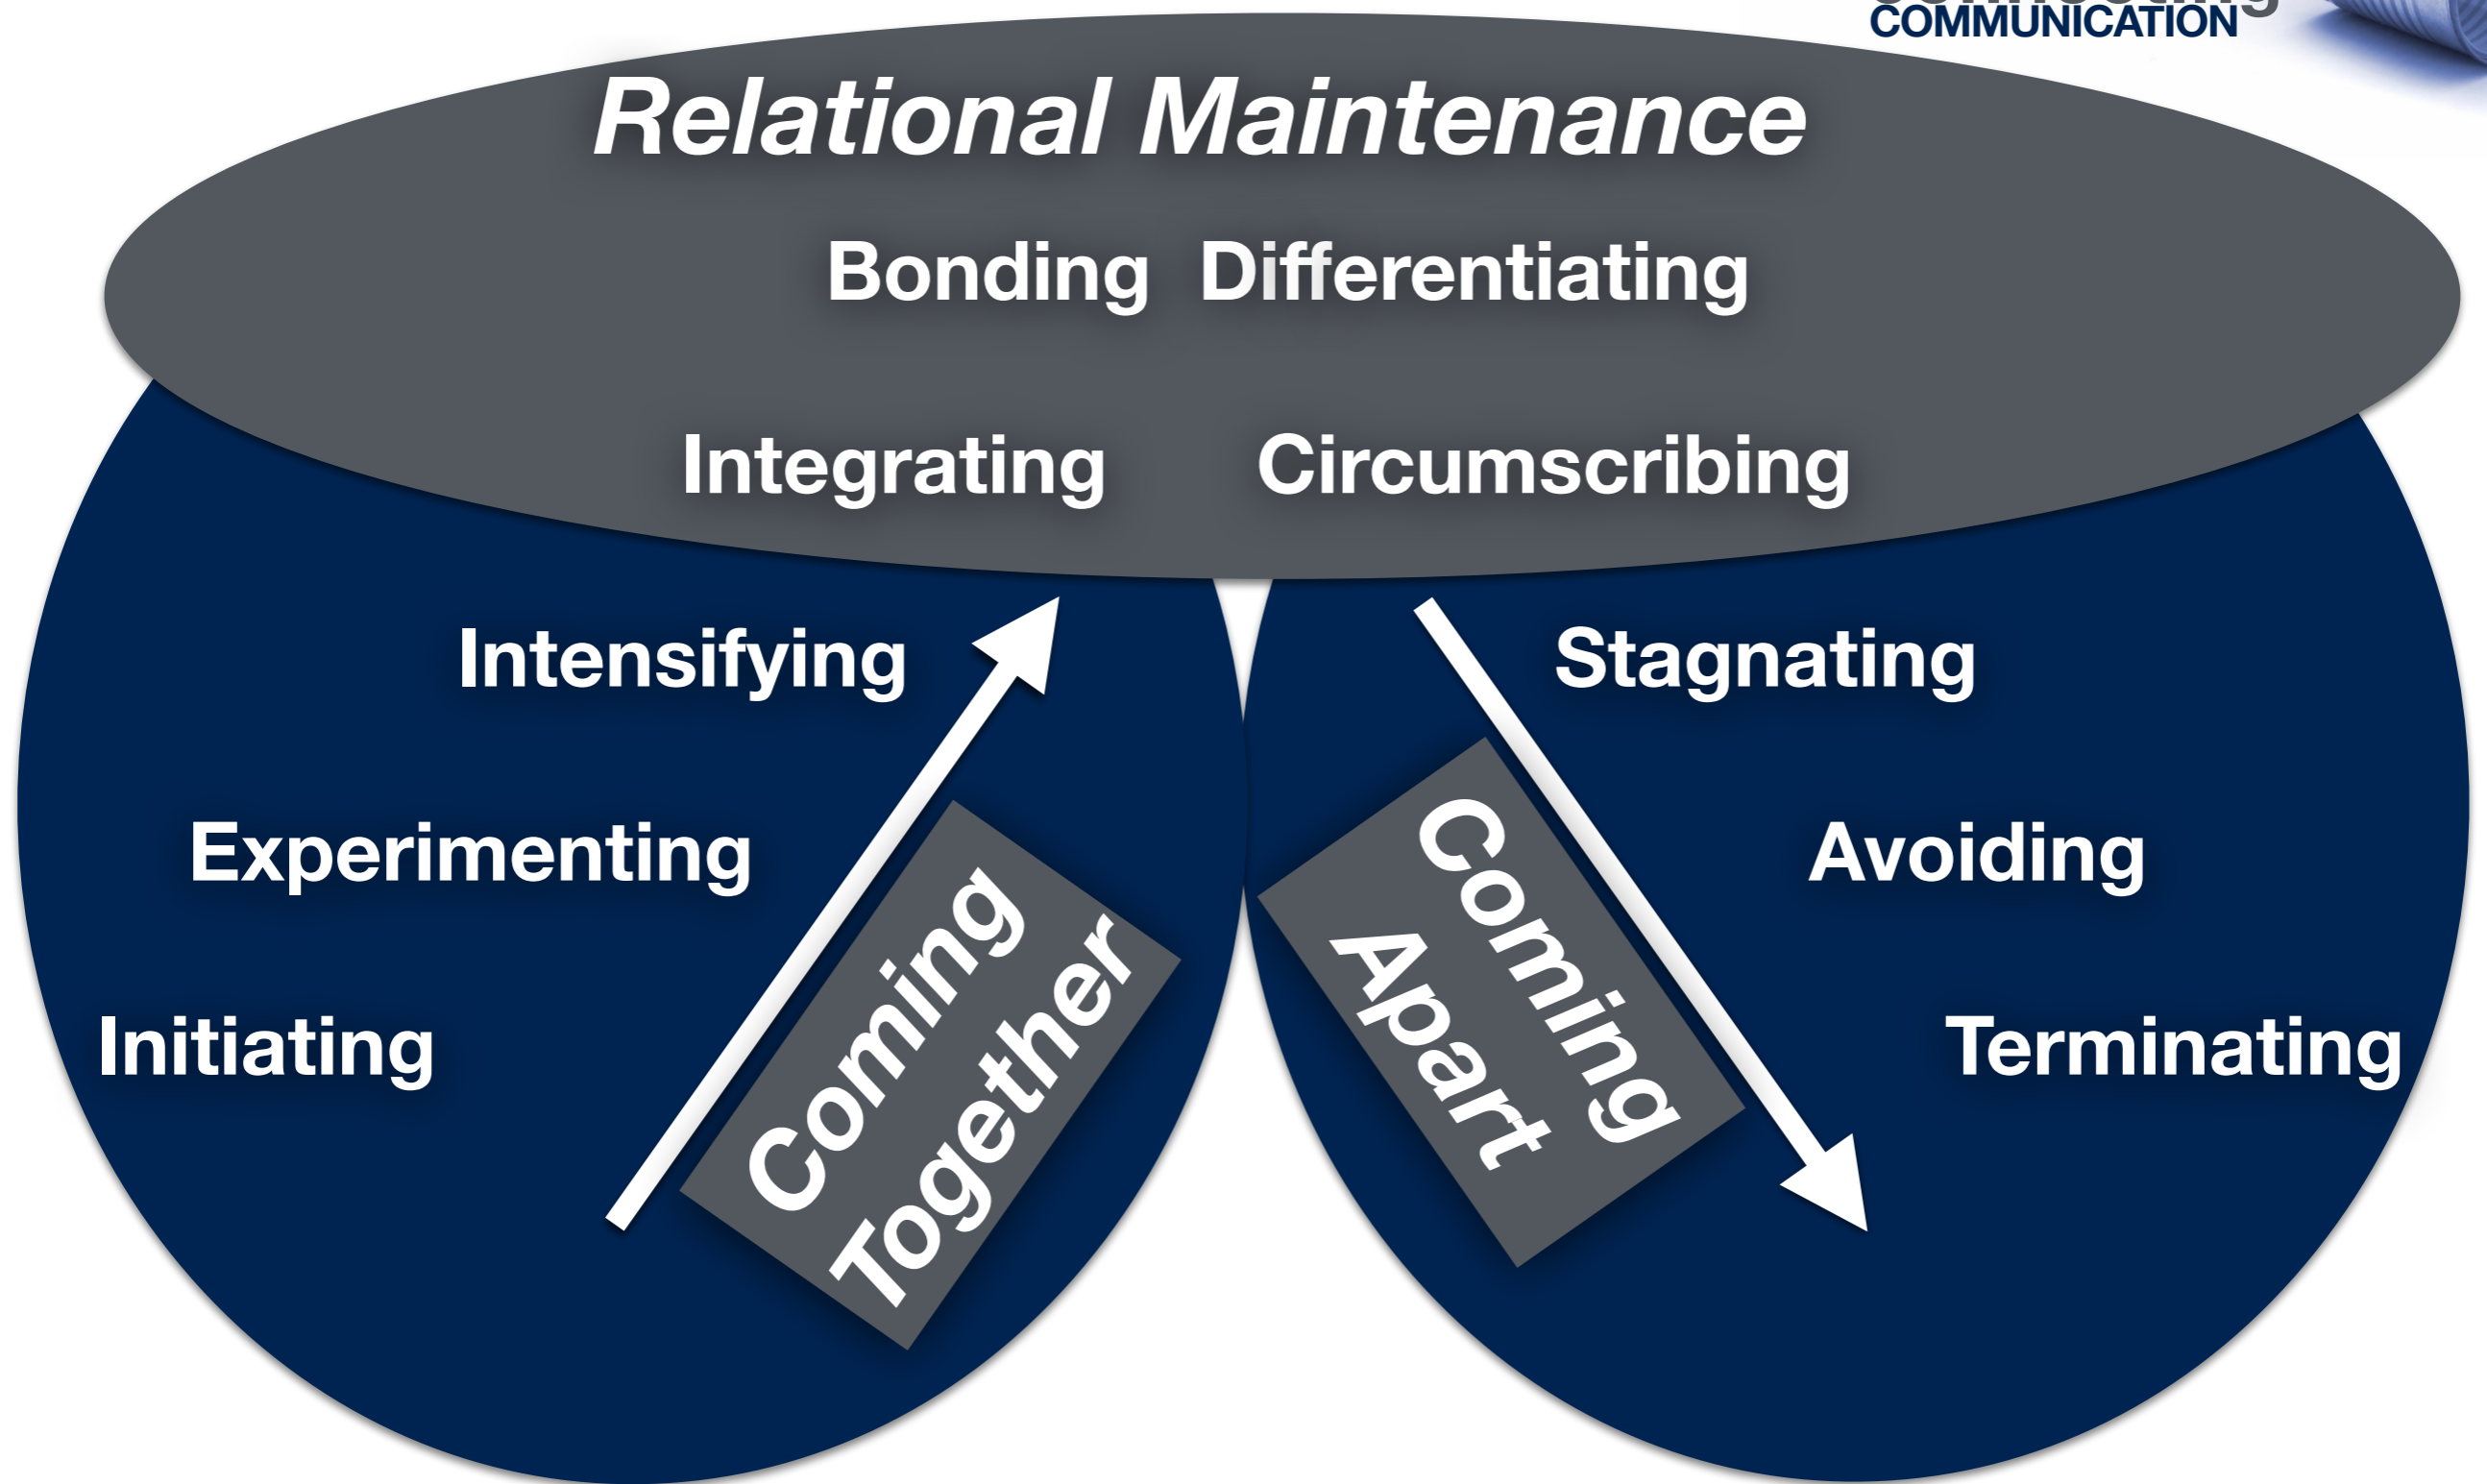 COMMUNICATION
Relational Maintenance
Bonding Differentiating
Integrating Circumscribing
Intensifying
Stagnating
Experimenting
Avoiding
Initiating
Terminating
Coming
Together
Coming
Apart